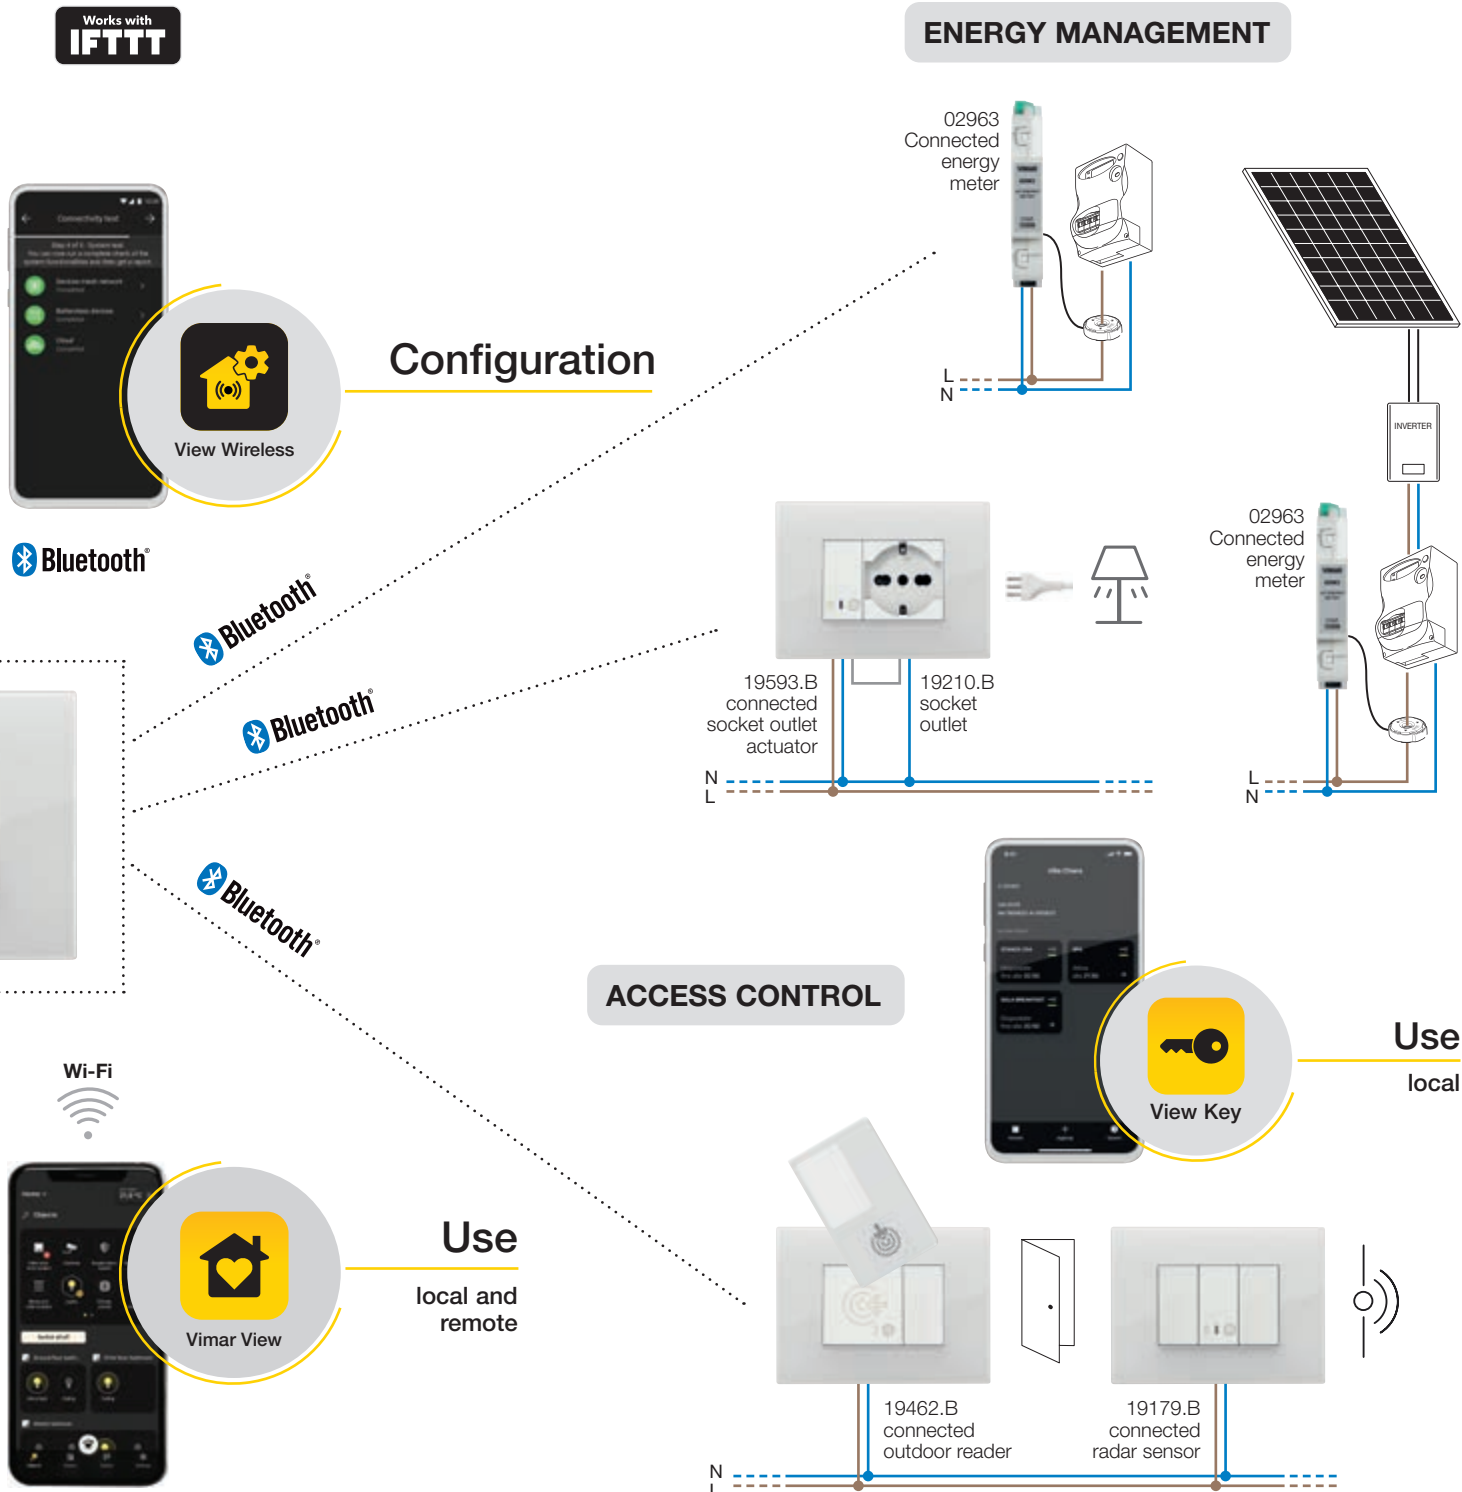 Works with
IFTTT
ENERGY MANAGEMENT
02963
Connected
energy
meter
Connectivity test
View Wireless
Configuration
L
N
INVERTER
Bluetooth®
Bluetooth®
Bluetooth®
Bluetooth®
19593.B
connected
socket outlet
actuator
19210.B
socket
outlet
N
L
02963
Connected
energy
meter
L
N
ACCESS CONTROL
View Key
Use
local
Wi-Fi
Vimar View
Use
local and
remote
19462.B
connected
outdoor reader
19179.B
connected
radar sensor
N
L